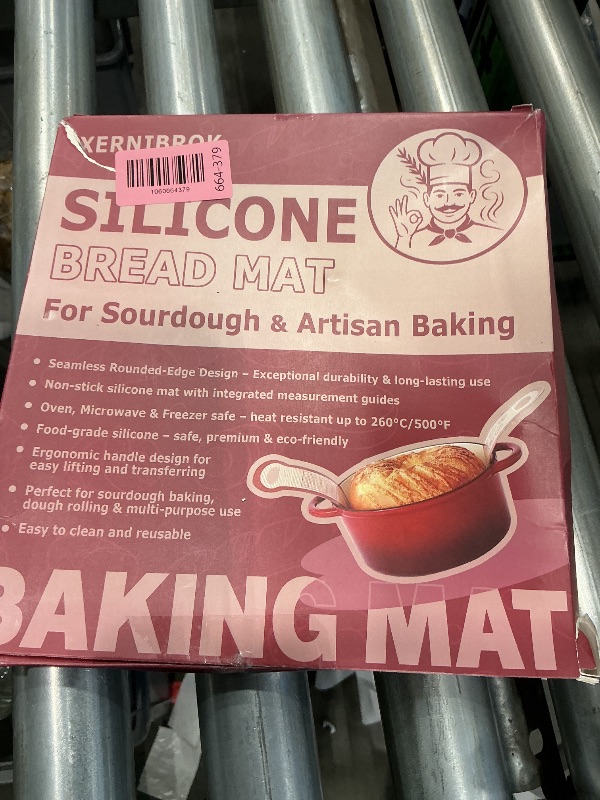 XERNIBROK
1060664379
664-379
SILICONE
BREAD MAT
For Sourdough & Artisan Baking
• Seamless Rounded-Edge Design – Exceptional durability & long-lasting use
• Non-stick silicone mat with integrated measurement guides
• Oven, Microwave & Freezer safe – heat resistant up to 260°C/500°F
• Food-grade silicone – safe, premium & eco-friendly
• Ergonomic handle design for
easy lifting and transferring
• Perfect for sourdough baking,
dough rolling & multi-purpose use
• Easy to clean and reusable
BAKING MAT